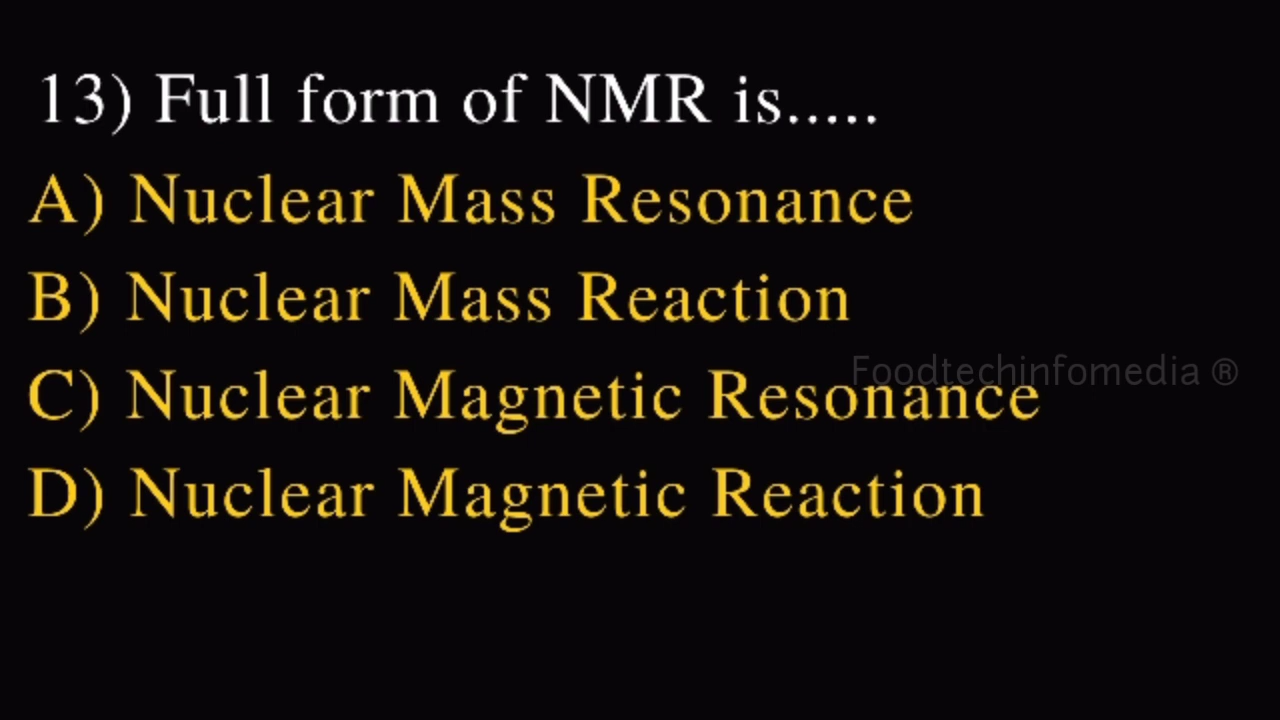 13) Full form of NMR is.....
A) Nuclear Mass Resonance
B) Nuclear Mass Reaction
Foodtechinfomedia ®
C) Nuclear Magnetic Resonance
D) Nuclear Magnetic Reaction